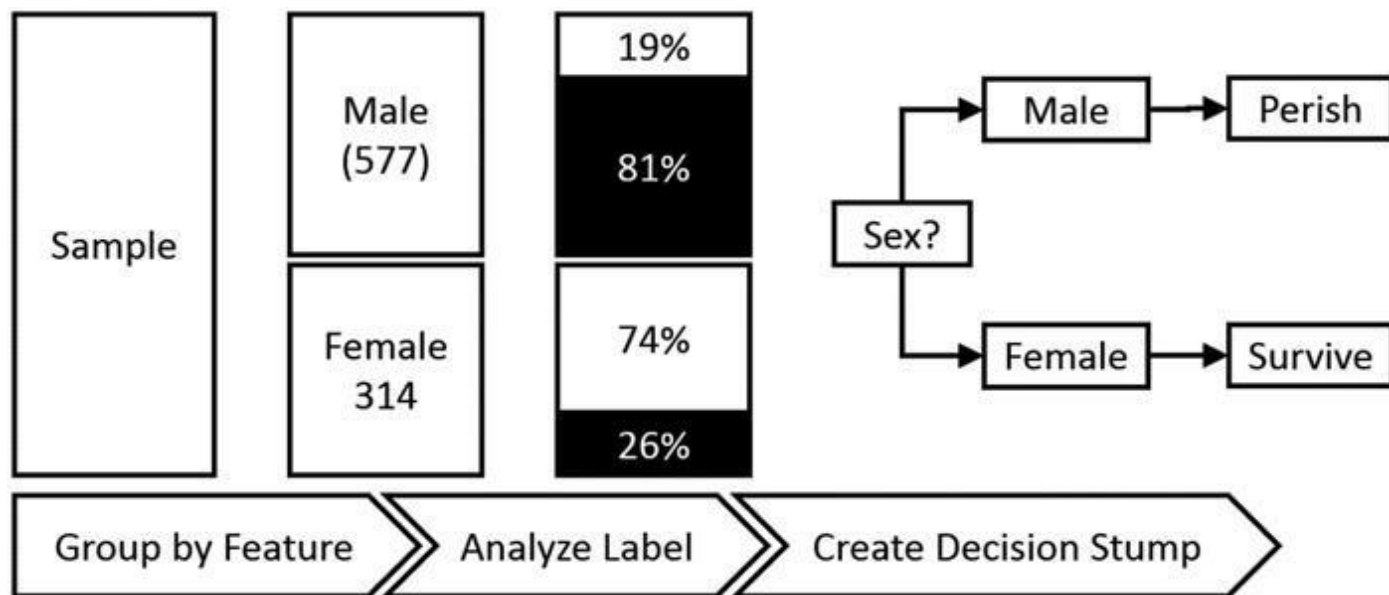 Sample
Male
(577)
Female
314
19%
81%
74%
26%
Sex?
Male
Perish
Female
Survive
Group by Feature
Analyze Label
Create Decision Stump